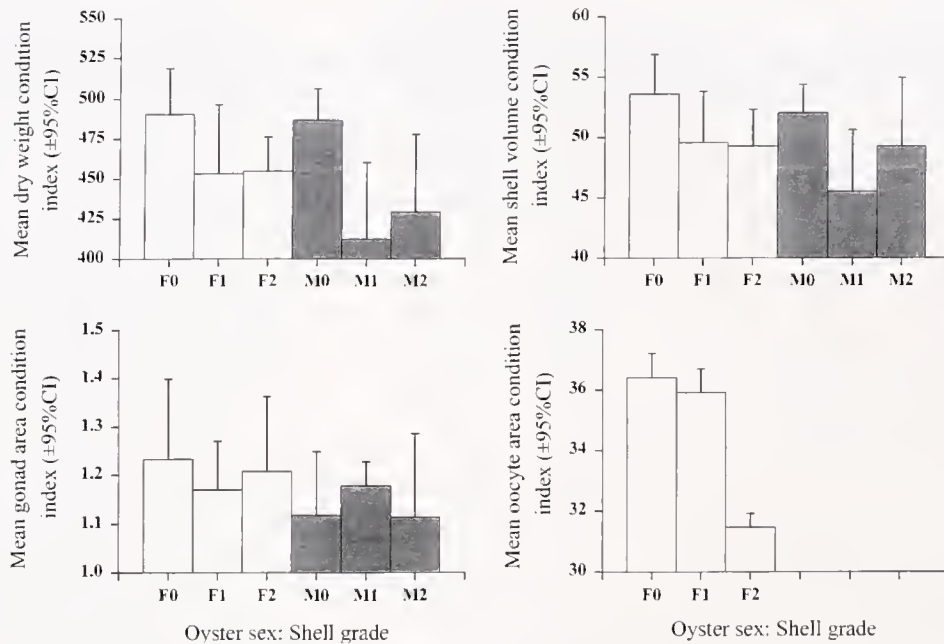 Mean dry weight condition
index (±95%CI)
550
525
500
475
450
425
400
F0 F1 F2 M0 M1 M2
Mean shell volume condition
index (±95%CI)
60
55
50
45
40
F0 F1 F2 M0 M1 M2
Mean gonad area condition
index (±95%CI)
1.5
1.4
1.3
1.2
1.1
1.0
F0 F1 F2 M0 M1 M2
Oyster sex: Shell grade
Mean oocyte area condition
index (±95%CI)
38
36
34
32
30
F0 F1 F2
Oyster sex: Shell grade